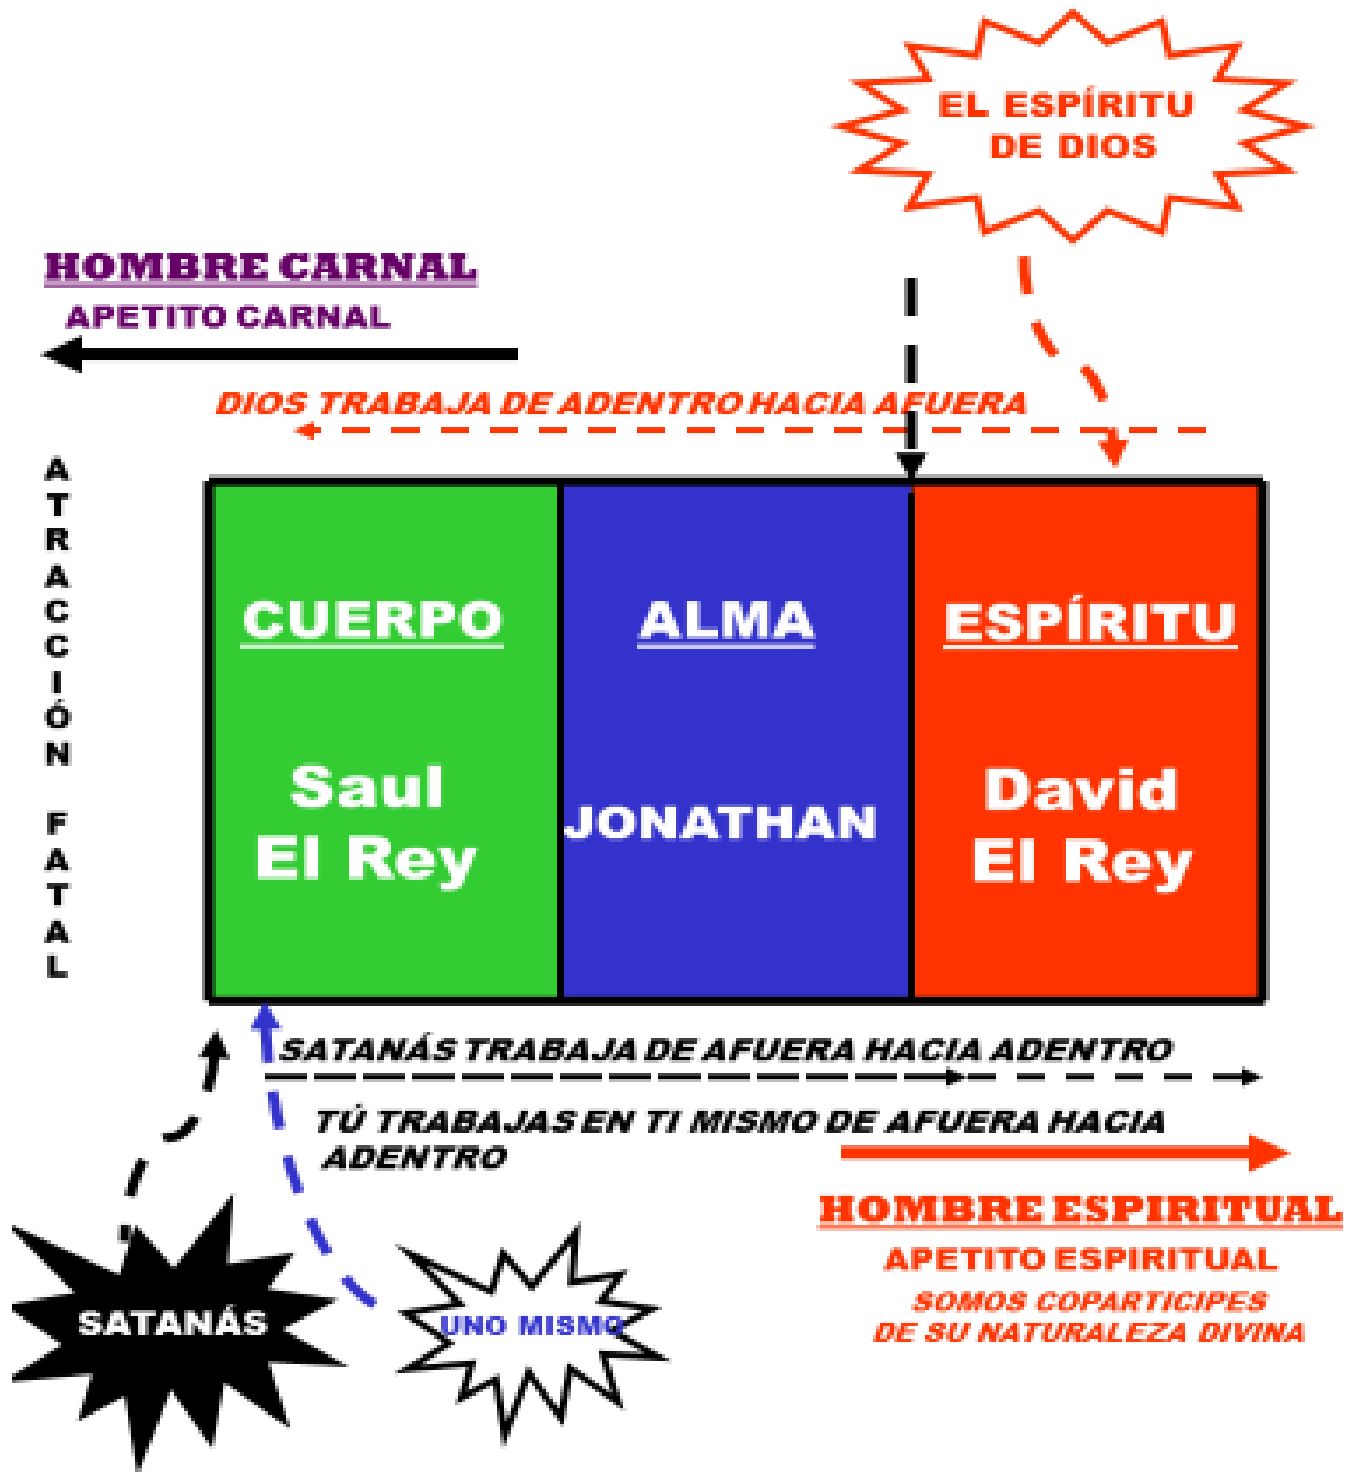 EL ESPÍRITU
DE DIOS
HOMBRE CARNAL
APETITO CARNAL
DIOS TRABAJA DE ADENTRO HACIA AFUERA
ATRACCIÓN FATAL
CUERPO
Saul
El Rey
ALMA
JONATHAN
ESPÍRITU
David
El Rey
SATANÁS TRABAJA DE AFUERA HACIA ADENTRO
TÚ TRABAJAS EN TI MISMO DE AFUERA HACIA
ADENTRO
HOMBRE ESPIRITUAL
APETITO ESPIRITUAL
SOMOS COPARTICIPES
DE SU NATURALEZA DIVINA
SATANÁS
UNO MISMO